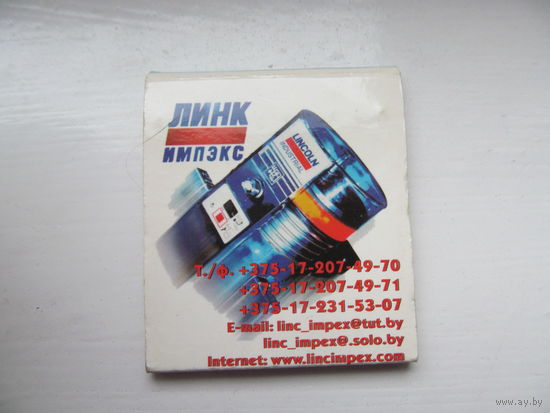 ЛИНК
ИМПЭКС
LINCOLN
INDUSTRIAL
Т./ф. +375-17-207-49-70
+375-17-207-49-71
+375-17-231-53-07
E-mail: linc_impex@tut.by
linc_impex@.solo.by
Internet: www.lincimpex.com
www.ay.by